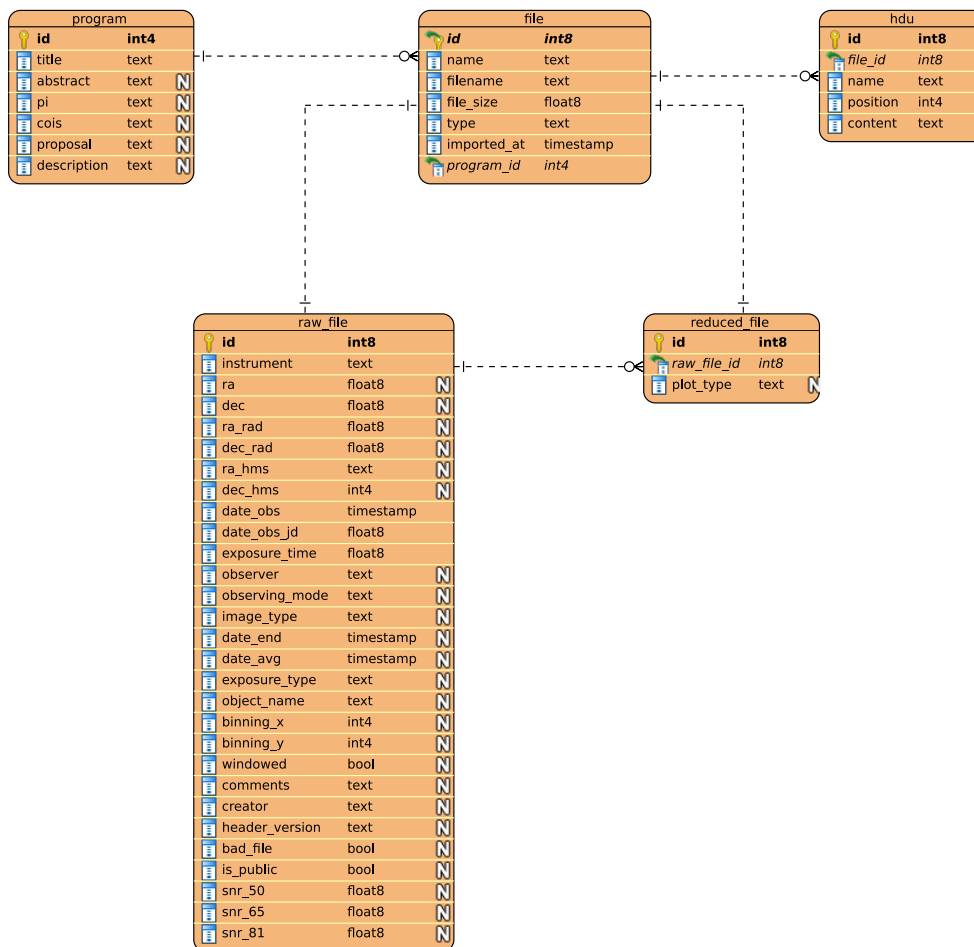 program
id int4
title text
abstract text N
pi text N
cois text N
proposal text N
description text N
file
id int8
name text
filename text
file_size float8
type text
imported_at timestamp
program_id int4
hdu
id int8
file_id int8
name text
position int4
content text
raw_file
id int8
instrument text
ra float8 N
dec float8 N
ra_rad float8 N
dec_rad float8 N
ra_hms text N
dec_hms int4 N
date_obs timestamp
date_obs_jd float8
exposure_time float8
observer text N
observing_mode text N
image_type text N
date_end timestamp N
date_avg timestamp N
exposure_type text N
object_name text N
binning_x int4 N
binning_y int4 N
windowed bool N
comments text N
creator text N
header_version text N
bad_file bool N
is_public bool N
snr_50 float8 N
snr_65 float8 N
snr_81 float8 N
reduced_file
id int8
raw_file_id int8
plot_type text N